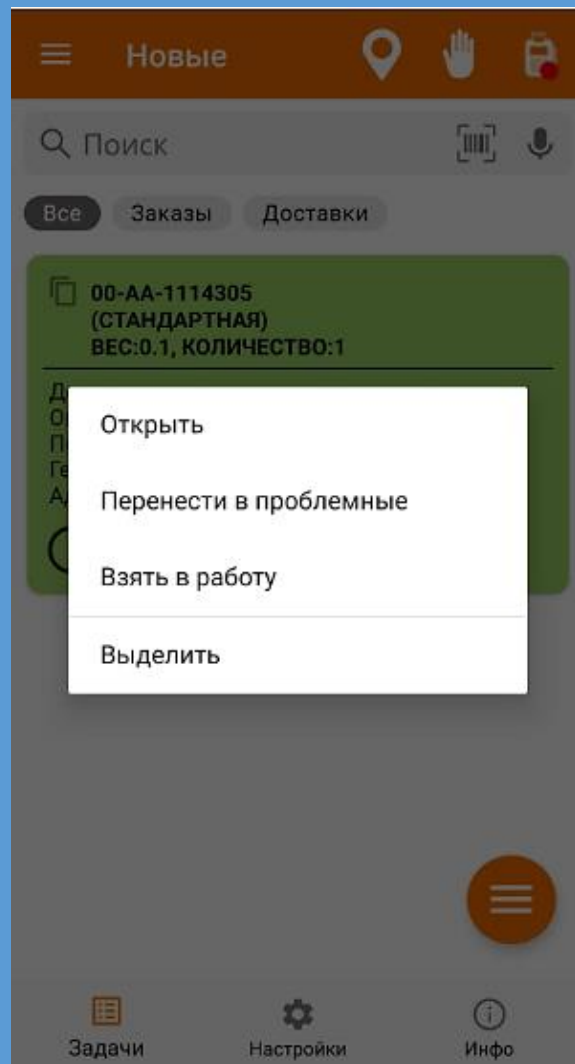 Новые
Поиск
Все Заказы Доставки
00-АА-1114305
(СТАНДАРТНАЯ)
ВЕС:0.1, КОЛИЧЕСТВО:1
Открыть
Перенести в проблемные
Взять в работу
Выделить
Задачи Настройки Инфо